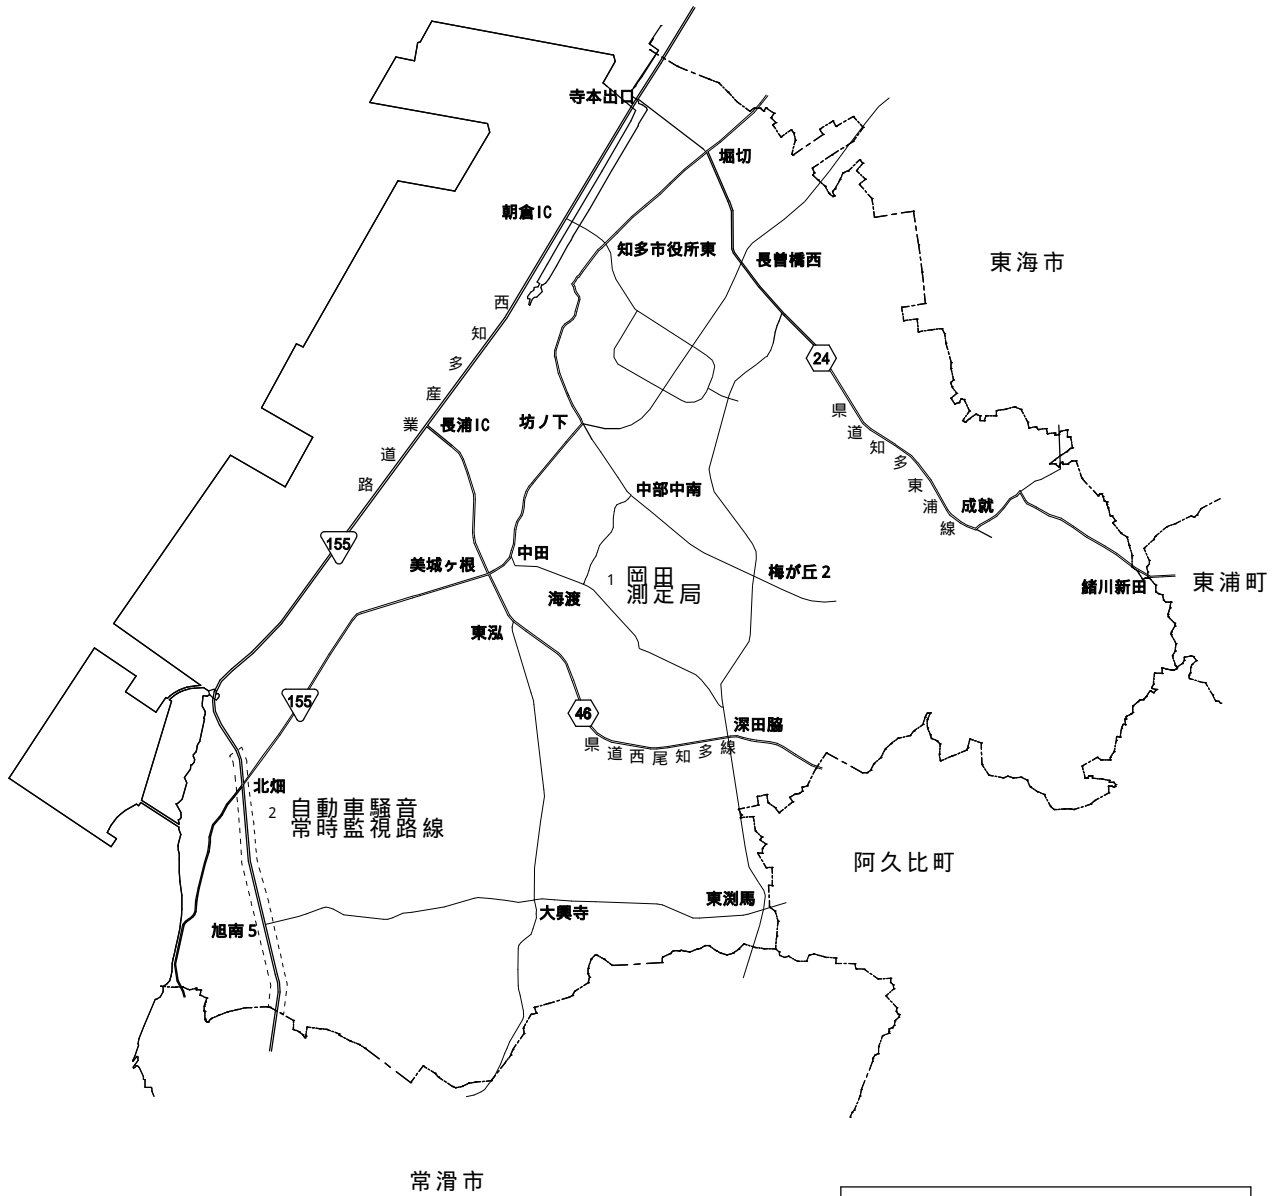 寺本出口
堀切
朝倉IC
知多市役所東
長曽橋西
東海市
西知多産業道路
24
県道知多東浦線
長浦IC
坊ノ下
中部中南
成就
155
美城ヶ根
中田
1 岡田
測定局
梅が丘2
海渡
緒川新田
東浦町
東泓
155
46
県道西尾知多線
深田脇
北畑
2 自動車騒音
常時監視路線
阿久比町
東渕馬
大興寺
旭南5
常滑市